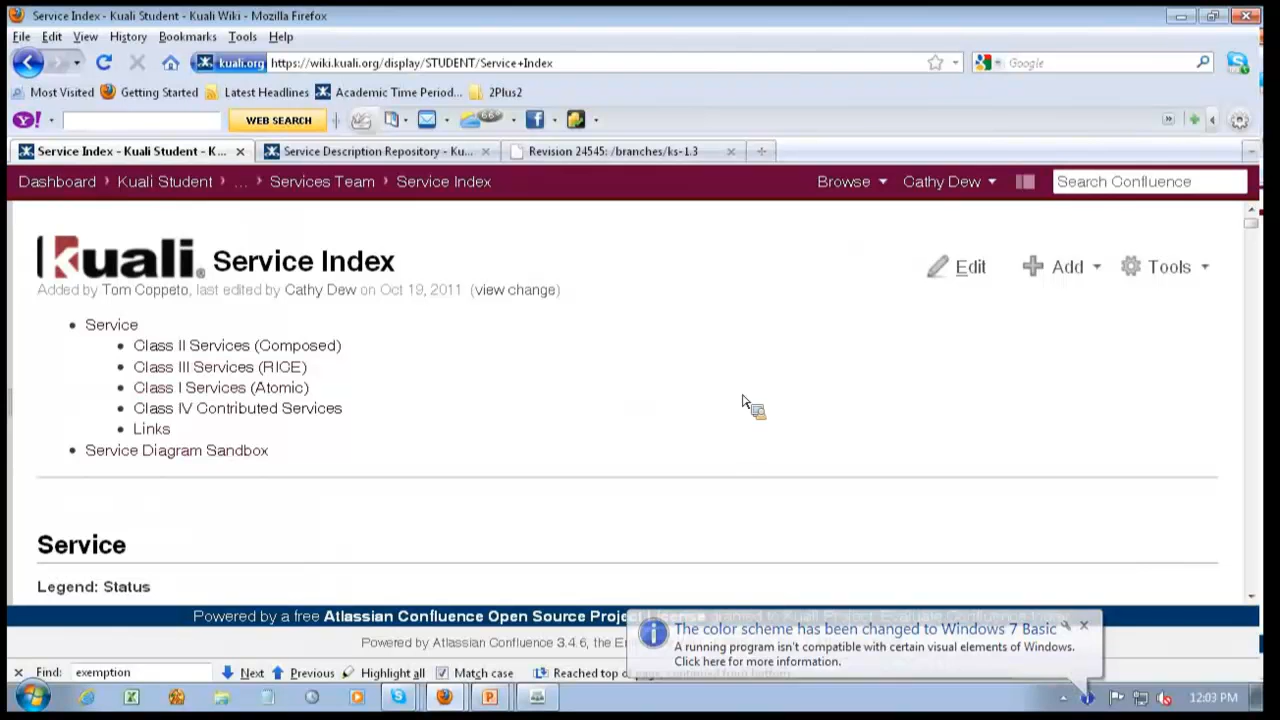 Service Index - Kuali Student - Kuali Wiki - Mozilla Firefox
File Edit View History Bookmarks Tools Help
kuali.org https://wiki.kuali.org/display/STUDENT/Service+Index
Google
Most Visited Getting Started Latest Headlines Academic Time Period... 2Plus2
Y! WEB SEARCH
Service Index - Kuali Student - K... Service Description Repository - Ku... Revision 24545: /branches/ks-1.3
Dashboard Kuali Student ... Services Team Service Index Browse Cathy Dew Search Confluence
kuali Service Index
Edit Add Tools
Added by Tom Coppeto, last edited by Cathy Dew on Oct 19, 2011 (view change)
Service
Class II Services (Composed)
Class III Services (RICE)
Class I Services (Atomic)
Class IV Contributed Services
Links
Service Diagram Sandbox
Service
Legend: Status
Powered by a free Atlassian Confluence Open Source Project License
Powered by Atlassian Confluence 3.4.6, the En
The color scheme has been changed to Windows 7 Basic
A running program isn't compatible with certain visual elements of Windows.
Click here for more information.
Find: exemption Next Previous Highlight all Match case Reached top of page, continued from bottom
12:03 PM